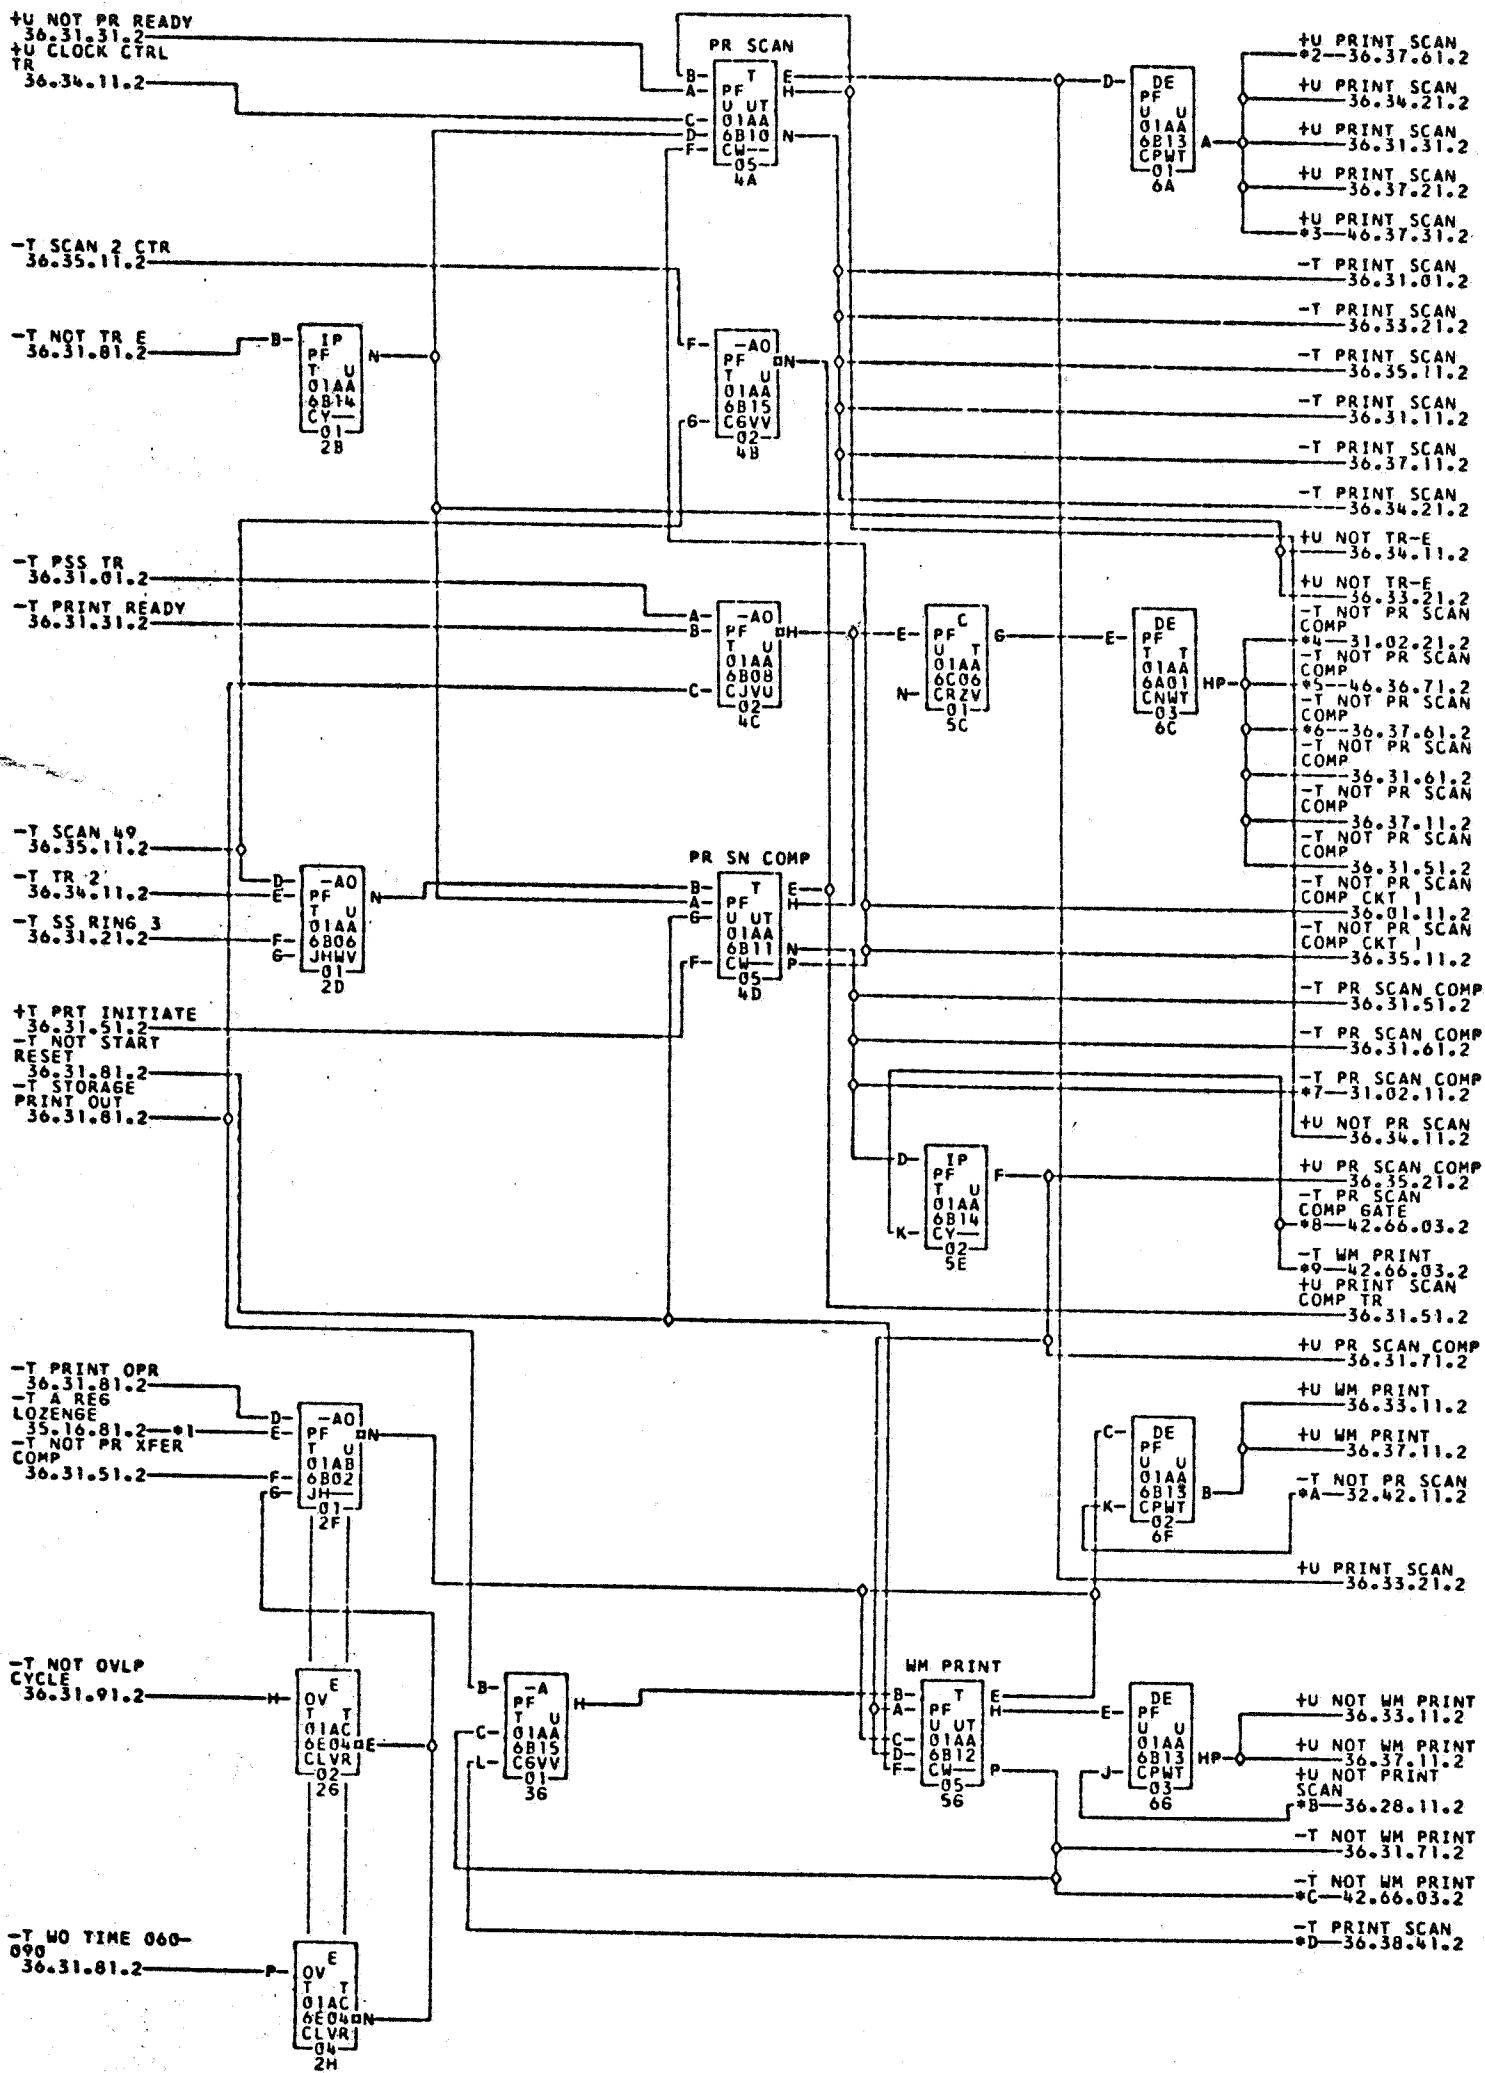 +U NOT PR READY
36.31.31.2
+U CLOCK CTRL
TR
36.34.11.2
-T SCAN 2 CTR
36.35.11.2
-T NOT TR E
36.31.81.2
-T PSS TR
36.31.01.2
-T PRINT READY
36.31.31.2
-T SCAN 49
36.35.11.2
-T TR 2
36.34.11.2
-T SS RING 3
36.31.21.2
+T PRT INITIATE
36.31.51.2
-T NOT START
RESET
36.31.81.2
-T STORAGE
PRINT OUT
36.31.81.2
-T PRINT OPR
36.31.81.2
-T A REG
LOZENGE
35.16.81.2—*1
-T NOT PR XFER
COMP
36.31.51.2
-T NOT OVLP
CYCLE
36.31.91.2
-T WO TIME 060-
090
36.31.81.2
B-
IP
PF N
T U
01AA
6B14
CY—
01
2B
D- -AO
E- PF N
T U
01AA
F- 6B06
G- JHWV
01
2D
D- -AO
E- PF N
T U
01AB
F- 6B02
G- JH—
01
2F
E
H- OV
T T
01AC
6E04 E
CLVR
02
2G
E
P- OV
T T
01AC
6E04 N
CLVR
04
2H
B- -A
PF H
T U
C- 01AA
6B15
L- CGVV
01
3G
PR SCAN
B- T E
A- PF H
U UT
C- 01AA
D- 6B10 N
F- CW—
05
4A
F- -AO
PF N
T U
01AA
6B15
G- CGVV
02
4B
A- -AO
B- PF H
T U
01AA
6B08
C- CJVU
02
4C
PR SN COMP
B- T E
A- PF H
G- U UT
01AA
6B11 N
F- CW— P
05
4D
C
E- PF G
U T
01AA
6C06
N- CRZV
01
5C
D- IP
PF F
T U
01AA
6B14
K- CY—
02
5E
WM PRINT
B- T E
A- PF H
U UT
C- 01AA
D- 6B12
F- CW— P
05
5G
D- DE
PF
U U
01AA
6B13 A
CPWT
01
6A
DE
E- PF
T T
01AA
6A01 HP
CNWT
03
6C
C- DE
PF
U U
01AA
6B13 B
K- CPWT
02
6F
DE
E- PF
U U
01AA
6B13 HP
J- CPWT
03
6G
+U PRINT SCAN
*2—36.37.61.2
+U PRINT SCAN
36.34.21.2
+U PRINT SCAN
36.31.31.2
+U PRINT SCAN
36.37.21.2
+U PRINT SCAN
*3—46.37.31.2
-T PRINT SCAN
36.31.01.2
-T PRINT SCAN
36.33.21.2
-T PRINT SCAN
36.35.11.2
-T PRINT SCAN
36.31.11.2
-T PRINT SCAN
36.37.11.2
-T PRINT SCAN
36.34.21.2
+U NOT TR-E
36.34.11.2
+U NOT TR-E
36.33.21.2
-T NOT PR SCAN
COMP
*4—31.02.21.2
-T NOT PR SCAN
COMP
*5—46.36.71.2
-T NOT PR SCAN
COMP
*6—36.37.61.2
-T NOT PR SCAN
COMP
36.31.61.2
-T NOT PR SCAN
COMP
36.37.11.2
-T NOT PR SCAN
COMP
36.31.51.2
-T NOT PR SCAN
COMP CKT 1
36.01.11.2
-T NOT PR SCAN
COMP CKT 1
36.35.11.2
-T PR SCAN COMP
36.31.51.2
-T PR SCAN COMP
36.31.61.2
-T PR SCAN COMP
*7—31.02.11.2
+U NOT PR SCAN
36.34.11.2
+U PR SCAN COMP
36.35.21.2
-T PR SCAN
COMP GATE
*8—42.66.03.2
-T WM PRINT
*9—42.66.03.2
+U PRINT SCAN
COMP TR
36.31.51.2
+U PR SCAN COMP
36.31.71.2
+U WM PRINT
36.33.11.2
+U WM PRINT
36.37.11.2
-T NOT PR SCAN
*A—32.42.11.2
+U PRINT SCAN
36.33.21.2
+U NOT WM PRINT
36.33.11.2
+U NOT WM PRINT
36.37.11.2
+U NOT PRINT
SCAN
*B—36.28.11.2
-T NOT WM PRINT
36.31.71.2
-T NOT WM PRINT
*C—42.66.03.2
-T PRINT SCAN
*D—36.38.41.2